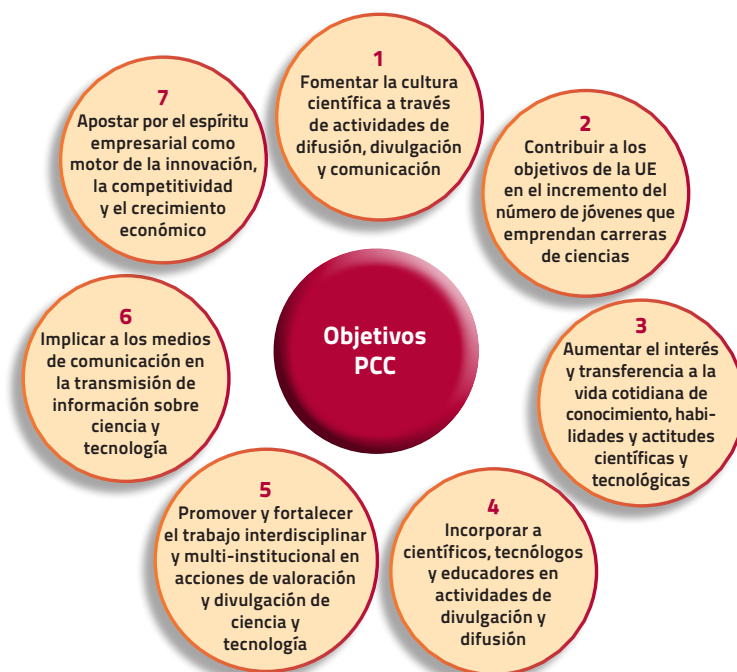 Objetivos
PCC
1
Fomentar la cultura
científica a través
de actividades de
difusión, divulgación
y comunicación
2
Contribuir a los
objetivos de la UE
en el incremento del
número de jóvenes que
emprendan carreras
de ciencias
3
Aumentar el interés
y transferencia a la
vida cotidiana de
conocimiento, habi-
lidades y actitudes
científicas y
tecnológicas
4
Incorporar a
científicos, tecnólogos
y educadores en
actividades de
divulgación y
difusión
5
Promover y fortalecer
el trabajo interdisciplinar
y multi-institucional en
acciones de valoración
y divulgación de
ciencia y
tecnología
6
Implicar a los medios
de comunicación en
la transmisión de
información sobre
ciencia y
tecnología
7
Apostar por el espíritu
empresarial como
motor de la innovación,
la competitividad
y el crecimiento
económico